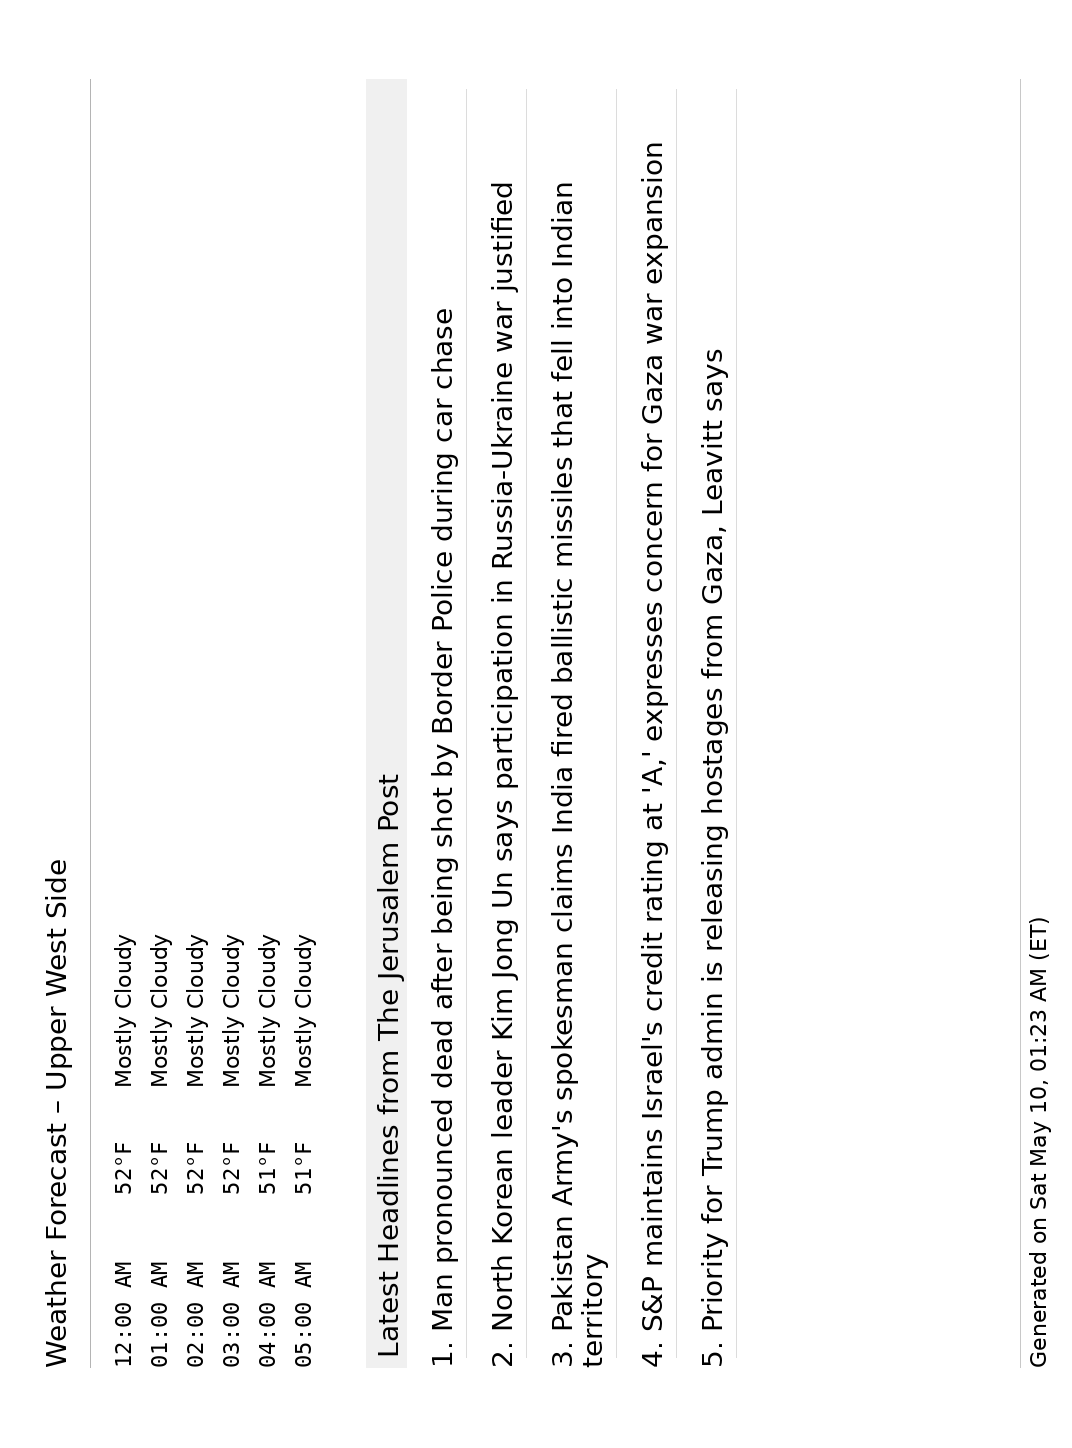 Weather Forecast – Upper West Side
12:00 AM 52°F Mostly Cloudy
01:00 AM 52°F Mostly Cloudy
02:00 AM 52°F Mostly Cloudy
03:00 AM 52°F Mostly Cloudy
04:00 AM 51°F Mostly Cloudy
05:00 AM 51°F Mostly Cloudy
Latest Headlines from The Jerusalem Post
1. Man pronounced dead after being shot by Border Police during car chase
2. North Korean leader Kim Jong Un says participation in Russia-Ukraine war justified
3. Pakistan Army's spokesman claims India fired ballistic missiles that fell into Indian
territory
4. S&P maintains Israel's credit rating at 'A,' expresses concern for Gaza war expansion
5. Priority for Trump admin is releasing hostages from Gaza, Leavitt says
Generated on Sat May 10, 01:23 AM (ET)